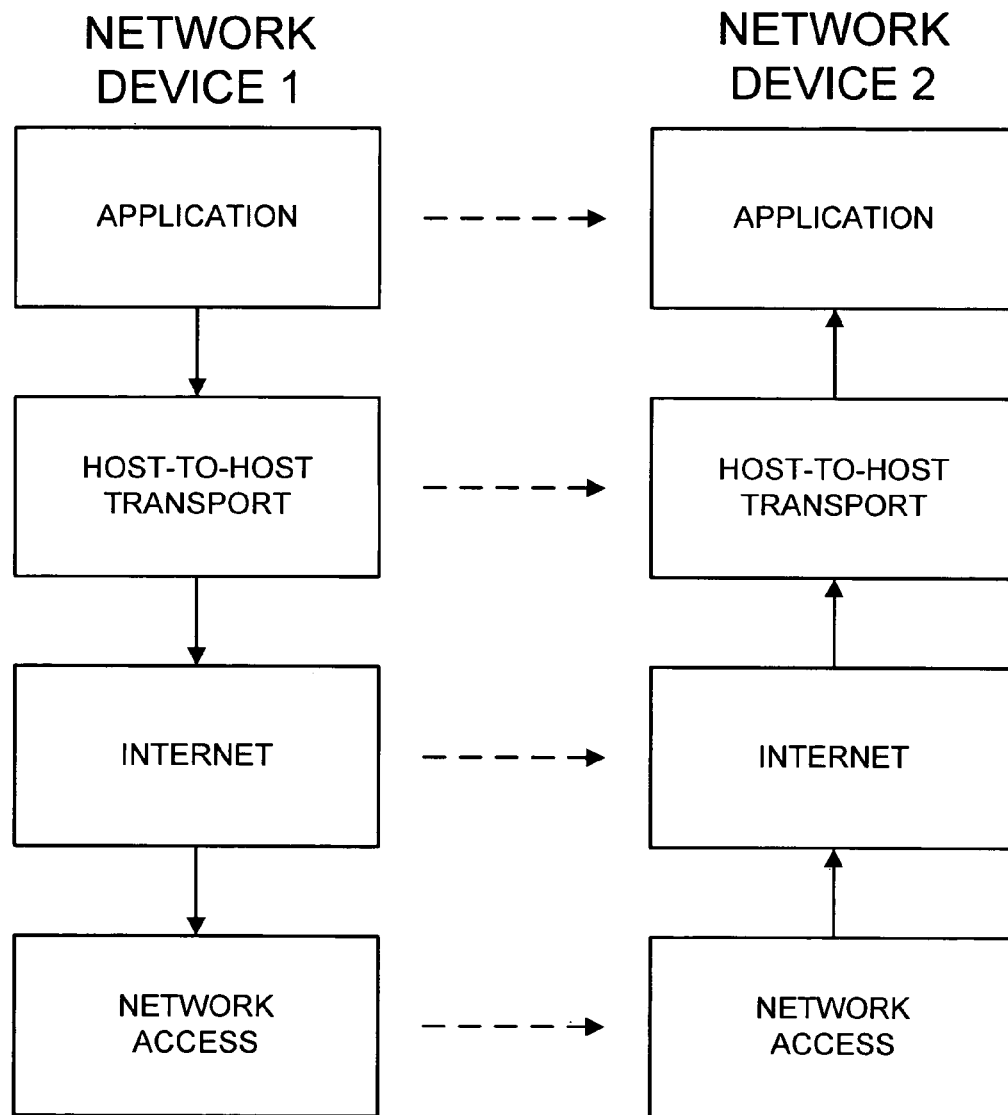 NETWORK
DEVICE 1
NETWORK
DEVICE 2
APPLICATION
APPLICATION
HOST-TO-HOST
TRANSPORT
HOST-TO-HOST
TRANSPORT
INTERNET
INTERNET
NETWORK
ACCESS
NETWORK
ACCESS